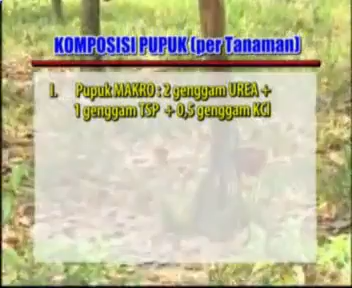 KOMPOSISI PUPUK (per Tanaman)
I. Pupuk MAKRO : 2 genggam UREA +
1 genggam TSP + 0,5 genggam KCl